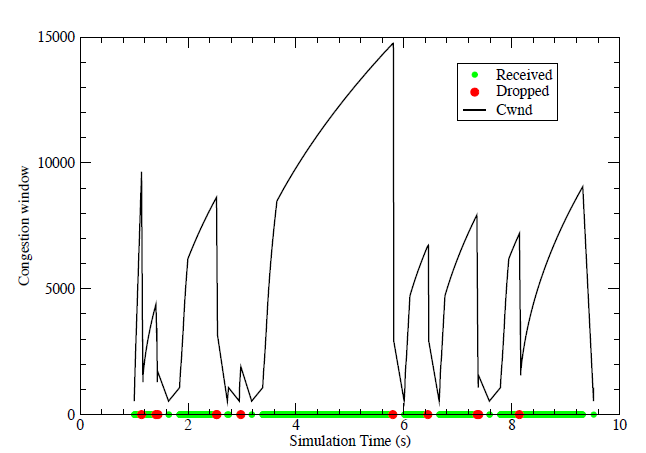 15000
10000
5000
0
Congestion window
Received
Dropped
Cwnd
0 2 4 6 8 10
Simulation Time (s)